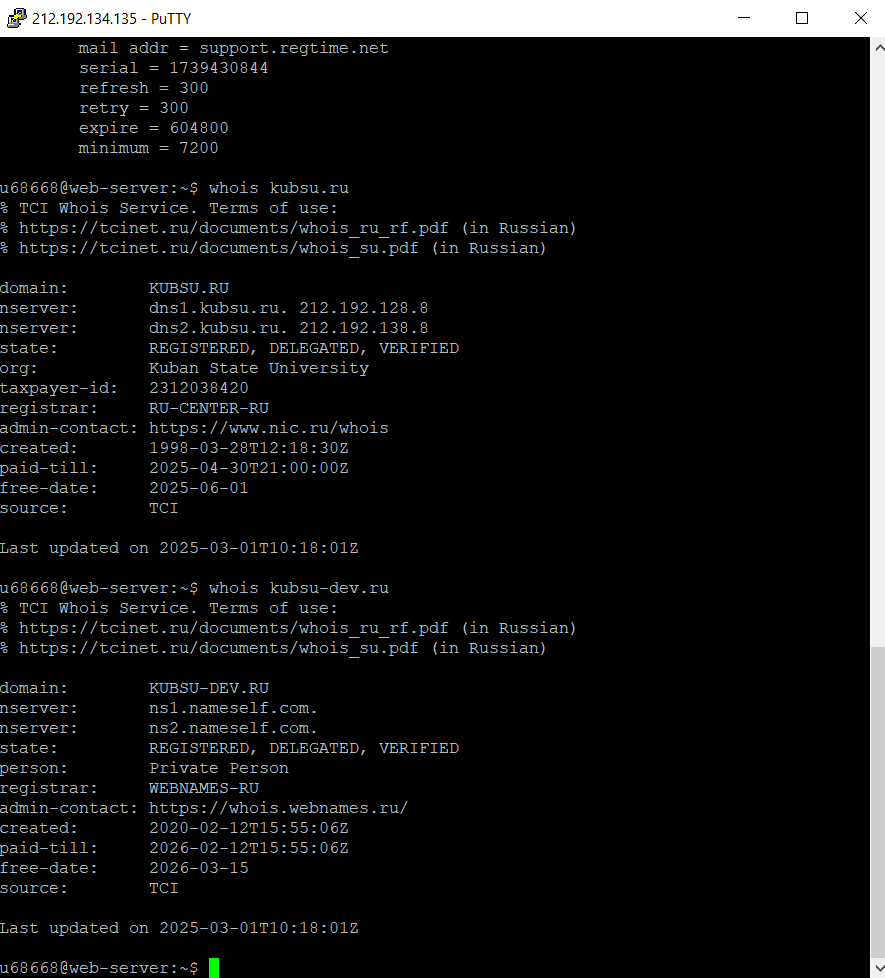 212.192.134.135 - PuTTY
mail addr = support.regtime.net
serial = 1739430844
refresh = 300
retry = 300
expire = 604800
minimum = 7200
u68668@web-server:~$ whois kubsu.ru
% TCI Whois Service. Terms of use:
% https://tcinet.ru/documents/whois_ru_rf.pdf (in Russian)
% https://tcinet.ru/documents/whois_su.pdf (in Russian)
domain: KUBSU.RU
nserver: dns1.kubsu.ru. 212.192.128.8
nserver: dns2.kubsu.ru. 212.192.138.8
state: REGISTERED, DELEGATED, VERIFIED
org: Kuban State University
taxpayer-id: 2312038420
registrar: RU-CENTER-RU
admin-contact: https://www.nic.ru/whois
created: 1998-03-28T12:18:30Z
paid-till: 2025-04-30T21:00:00Z
free-date: 2025-06-01
source: TCI
Last updated on 2025-03-01T10:18:01Z
u68668@web-server:~$ whois kubsu-dev.ru
% TCI Whois Service. Terms of use:
% https://tcinet.ru/documents/whois_ru_rf.pdf (in Russian)
% https://tcinet.ru/documents/whois_su.pdf (in Russian)
domain: KUBSU-DEV.RU
nserver: ns1.nameself.com.
nserver: ns2.nameself.com.
state: REGISTERED, DELEGATED, VERIFIED
person: Private Person
registrar: WEBNAMES-RU
admin-contact: https://whois.webnames.ru/
created: 2020-02-12T15:55:06Z
paid-till: 2026-02-12T15:55:06Z
free-date: 2026-03-15
source: TCI
Last updated on 2025-03-01T10:18:01Z
u68668@web-server:~$